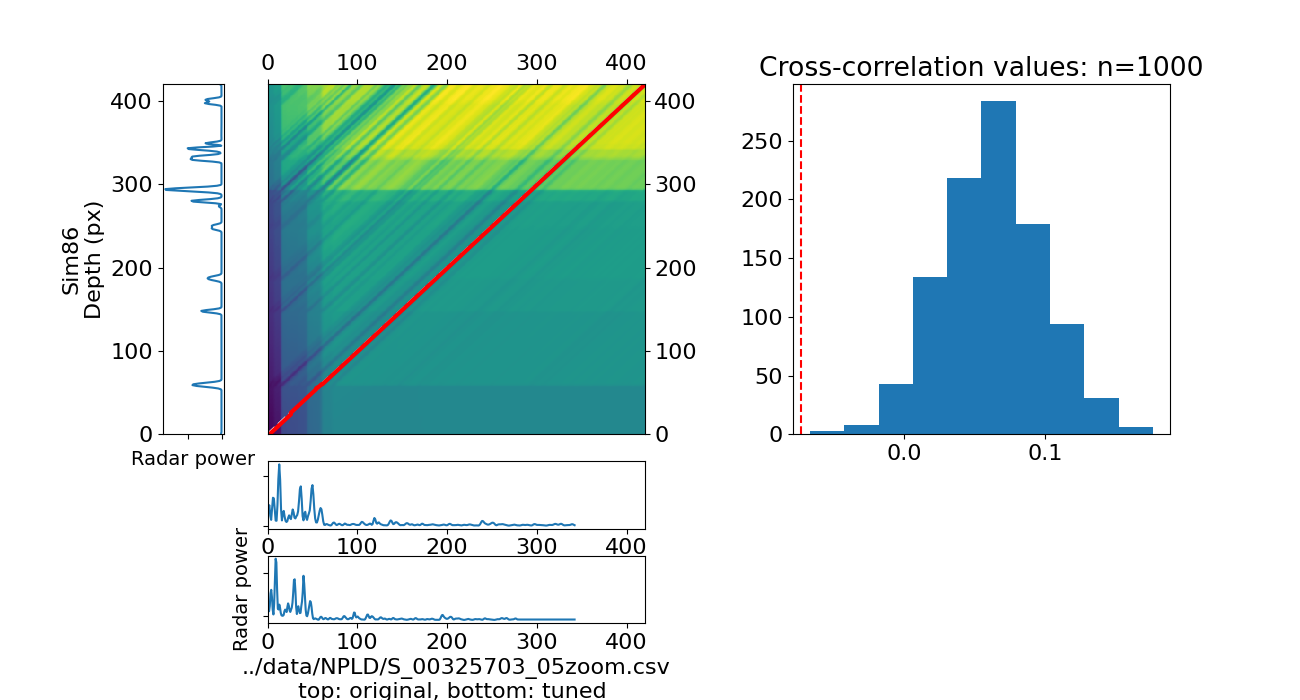 0 100 200 300 400
Cross-correlation values: n=1000
400
300
200
100
0
Sim86
Depth (px)
400
300
200
100
0
250
200
150
100
50
0
0.0 0.1
Radar power
0 100 200 300 400
Radar power
0 100 200 300 400
../data/NPLD/S_00325703_05zoom.csv
top: original, bottom: tuned